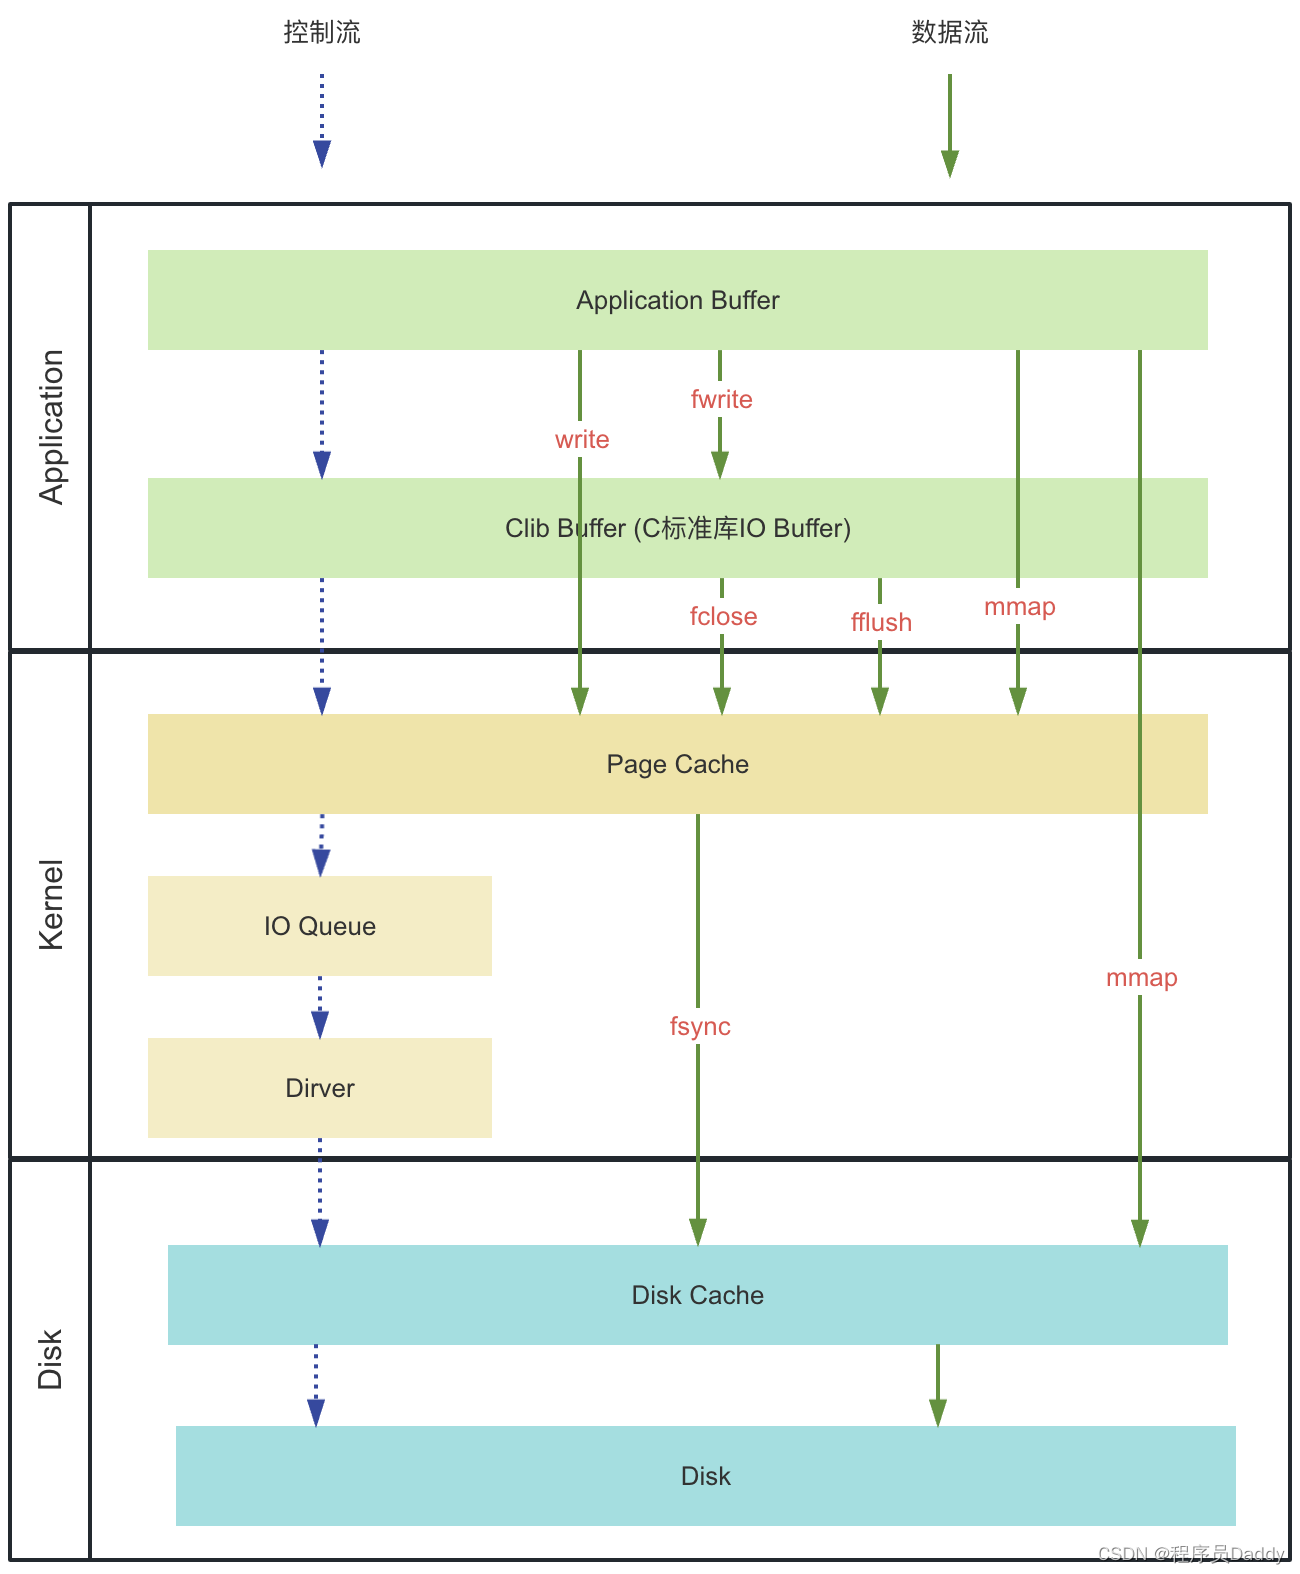 控制流
数据流
Application
Application Buffer
fwrite
write
Clib Buffer (C标准库IO Buffer)
fclose
fflush
mmap
Kernel
Page Cache
IO Queue
mmap
fsync
Dirver
Disk
Disk Cache
Disk
CSDN @程序员Daddy